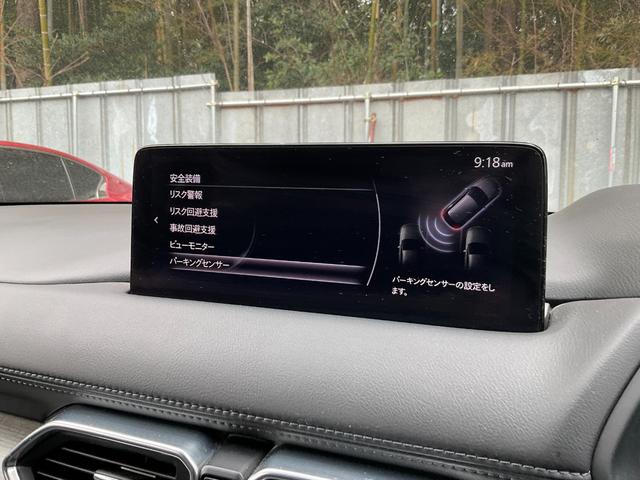 安全装備
9:18am
リスク警報
リスク回避支援
事故回避支援
ビューモニター
パーキングセンサー
パーキングセンサーの設定をし
ます。